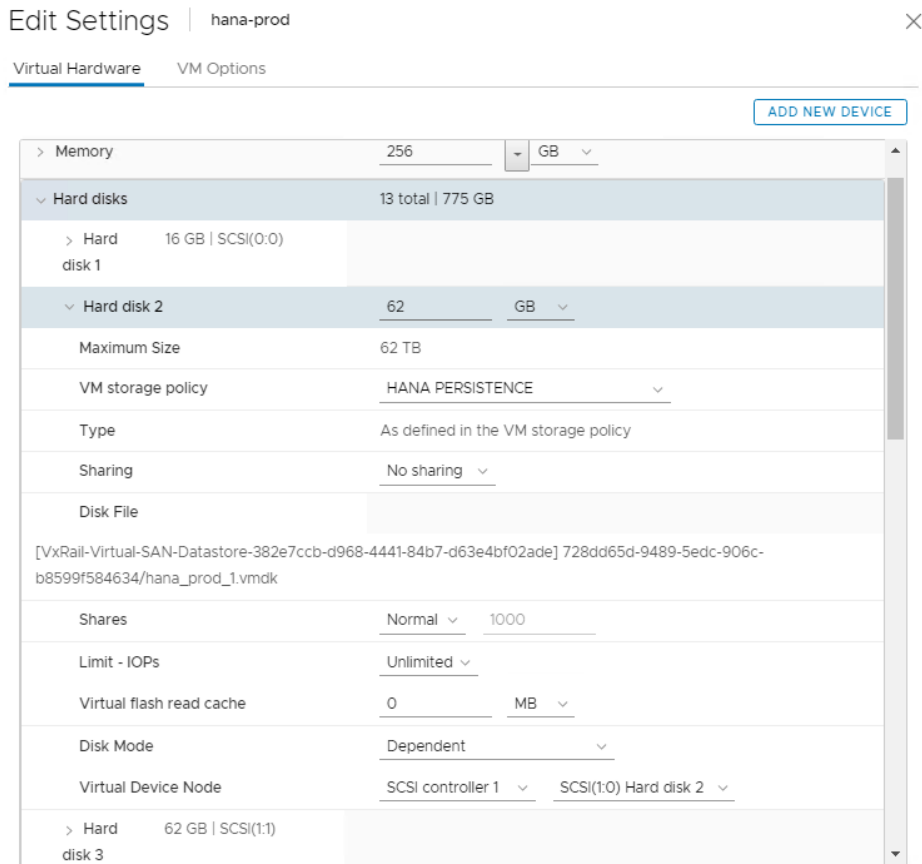 Edit Settings | hana-prod
Virtual Hardware VM Options
ADD NEW DEVICE
Memory 256 GB
Hard disks 13 total | 775 GB
Hard 16 GB | SCSI(0:0)
disk 1
Hard disk 2 62 GB
Maximum Size 62 TB
VM storage policy HANA PERSISTENCE
Type As defined in the VM storage policy
Sharing No sharing
Disk File
[VxRail-Virtual-SAN-Datastore-382e7ccb-d968-4441-84b7-d63e4bf02ade] 728dd65d-9489-5edc-906c-
b8599f584634/hana_prod_1.vmdk
Shares Normal 1000
Limit - IOPs Unlimited
Virtual flash read cache 0 MB
Disk Mode Dependent
Virtual Device Node SCSI controller 1 SCSI(1:0) Hard disk 2
Hard 62 GB | SCSI(1:1)
disk 3